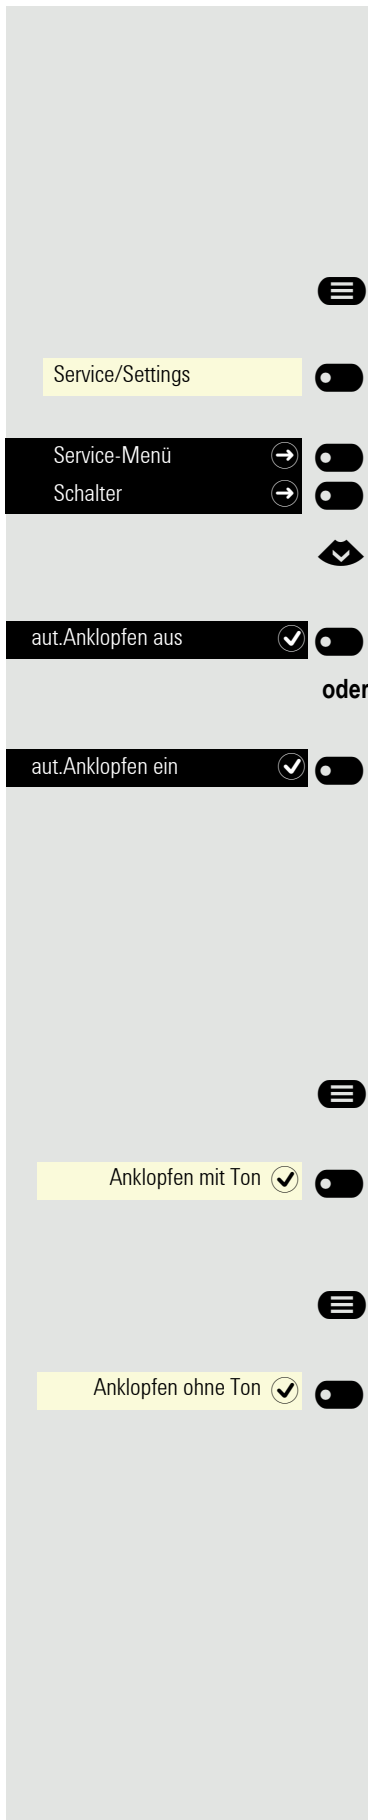 Service/Settings
Service-Menü
Schalter
aut.Anklopfen aus
oder
aut.Anklopfen ein
Anklopfen mit Ton
Anklopfen ohne Ton